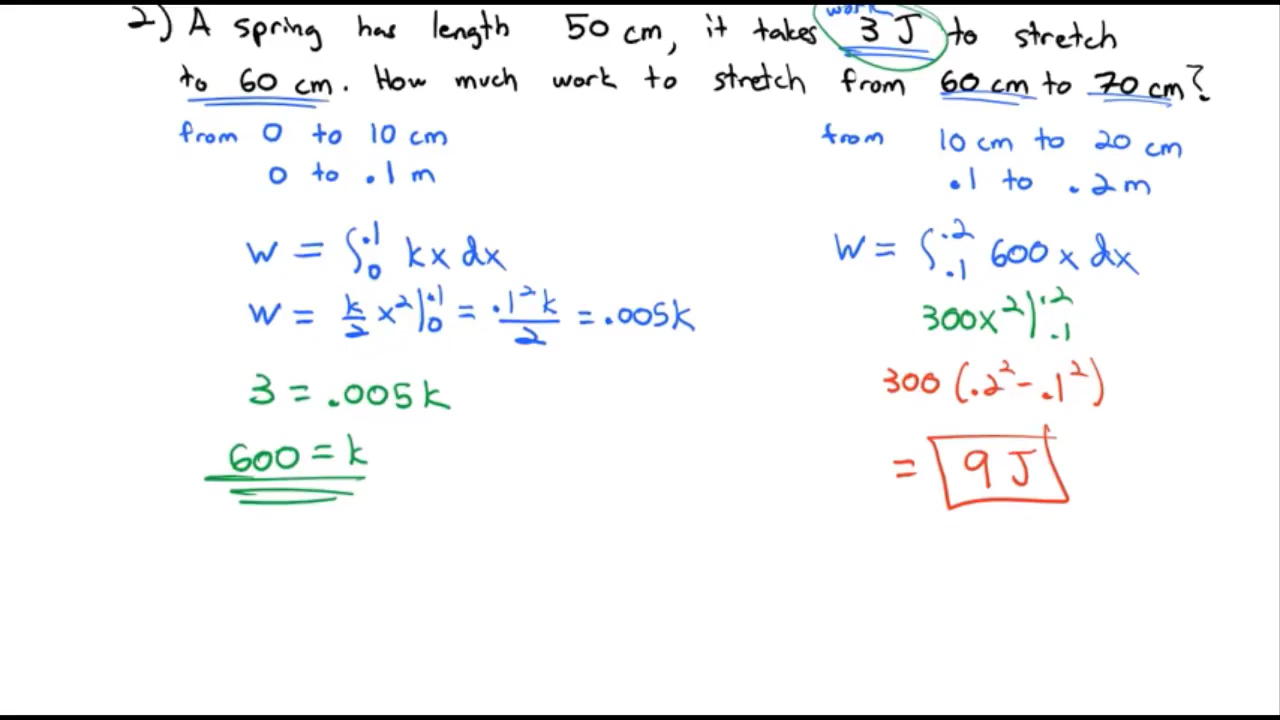 2) A spring has length 50 cm, it takes work 3 J to stretch
to 60 cm. How much work to stretch from 60 cm to 70 cm?
from 0 to 10 cm
0 to .1 m
W = ∫₀^.1 kx dx
W = k/2 x²|₀^.1 = .1²k/2 = .005k
3 = .005k
600 = k
from 10 cm to 20 cm
.1 to .2 m
W = ∫.1^.2 600x dx
300x²|.1^.2
300(.2² - .1²)
= 9 J